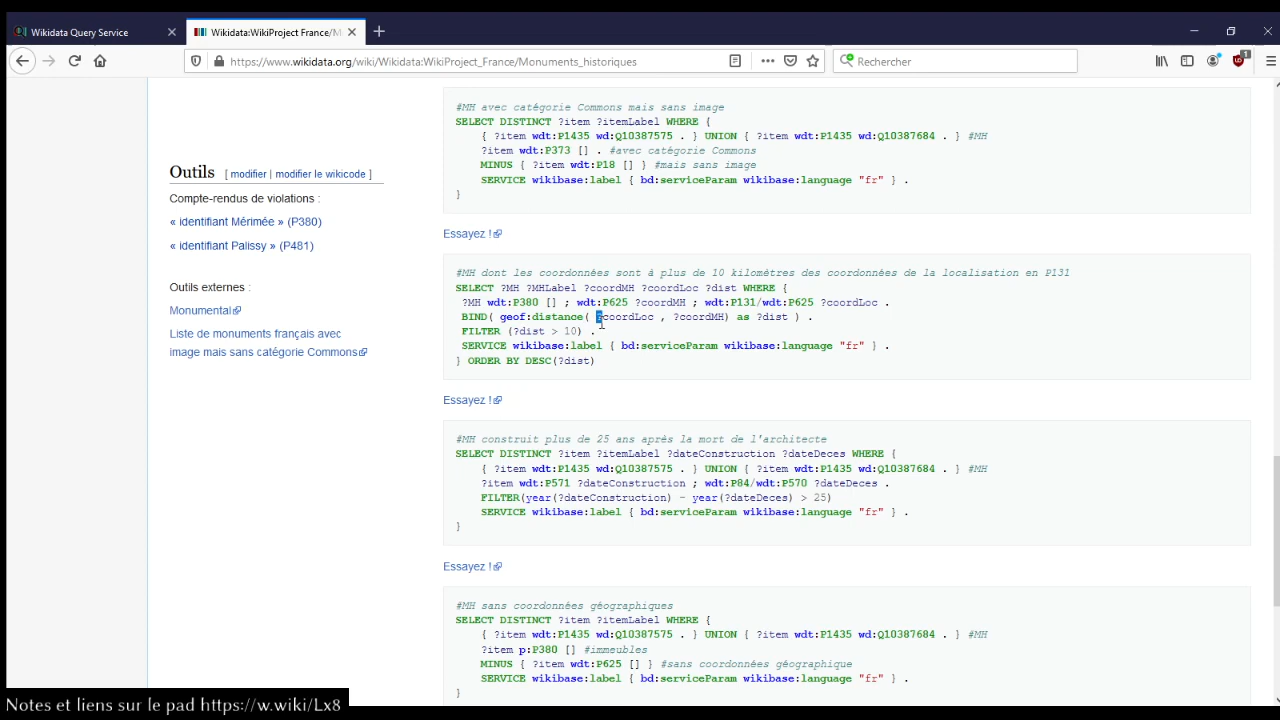 Wikidata Query Service
Wikidata:WikiProject France/M
https://www.wikidata.org/wiki/Wikidata:WikiProject_France/Monuments_historiques
Rechercher
1
Outils [ modifier | modifier le wikicode ]
Compte-rendus de violations :
« identifiant Mérimée » (P380)
« identifiant Palissy » (P481)
Outils externes :
Monumental
Liste de monuments français avec
image mais sans catégorie Commons
#MH avec catégorie Commons mais sans image
SELECT DISTINCT ?item ?itemLabel WHERE {
{ ?item wdt:P1435 wd:Q10387575 . } UNION { ?item wdt:P1435 wd:Q10387684 . } #MH
?item wdt:P373 [] . #avec catégorie Commons
MINUS { ?item wdt:P18 [] } #mais sans image
SERVICE wikibase:label { bd:serviceParam wikibase:language "fr" } .
}
Essayez !
#MH dont les coordonnées sont à plus de 10 kilomètres des coordonnées de la localisation en P131
SELECT ?MH ?MHLabel ?coordMH ?coordLoc ?dist WHERE {
?MH wdt:P380 [] ; wdt:P625 ?coordMH ; wdt:P131/wdt:P625 ?coordLoc .
BIND( geof:distance( ?coordLoc , ?coordMH) as ?dist ) .
FILTER (?dist > 10) .
SERVICE wikibase:label { bd:serviceParam wikibase:language "fr" } .
} ORDER BY DESC(?dist)
Essayez !
#MH construit plus de 25 ans après la mort de l'architecte
SELECT DISTINCT ?item ?itemLabel ?dateConstruction ?dateDeces WHERE {
{ ?item wdt:P1435 wd:Q10387575 . } UNION { ?item wdt:P1435 wd:Q10387684 . } #MH
?item wdt:P571 ?dateConstruction ; wdt:P84/wdt:P570 ?dateDeces .
FILTER(year(?dateConstruction) - year(?dateDeces) > 25)
SERVICE wikibase:label { bd:serviceParam wikibase:language "fr" } .
}
Essayez !
#MH sans coordonnées géographiques
SELECT DISTINCT ?item ?itemLabel WHERE {
{ ?item wdt:P1435 wd:Q10387575 . } UNION { ?item wdt:P1435 wd:Q10387684 . } #MH
?item p:P380 [] #immeubles
MINUS { ?item wdt:P625 [] } #sans coordonnées géographique
SERVICE wikibase:label { bd:serviceParam wikibase:language "fr" } .
}
Notes et liens sur le pad https://w.wiki/Lx8